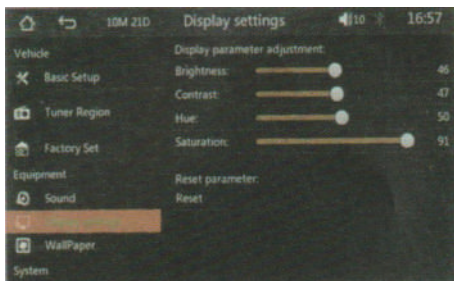 10M 21D Display settings 10 16:57
Vehicle
Basic Setup
Tuner Region
Factory Set
Equipment
Sound
WallPaper
System
Display parameter adjustment:
Brightness: 46
Contrast: 47
Hue: 50
Saturation: 91
Reset parameter:
Reset